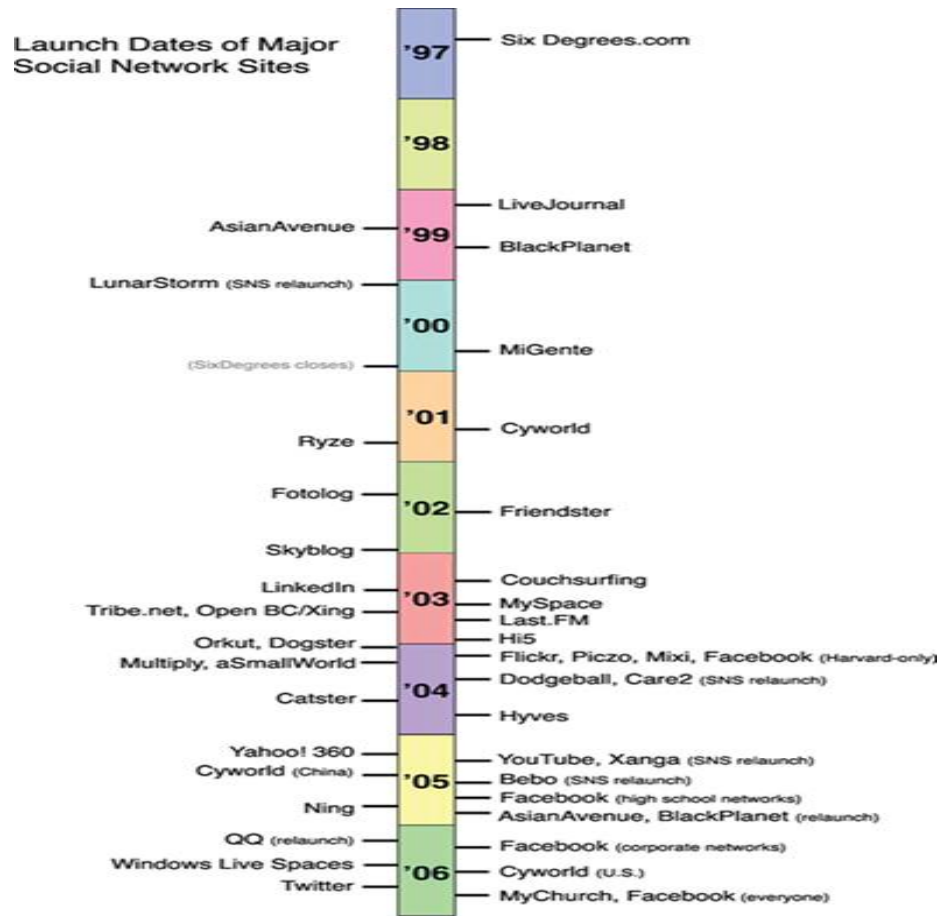 Launch Dates of Major
Social Network Sites
'97
Six Degrees.com
'98
LiveJournal
AsianAvenue
'99
BlackPlanet
LunarStorm (SNS relaunch)
'00
MiGente
(SixDegrees closes)
'01
Cyworld
Ryze
Fotolog
'02
Friendster
Skyblog
Couchsurfing
LinkedIn
'03
MySpace
Tribe.net, Open BC/Xing
Last.FM
Hi5
Orkut, Dogster
Flickr, Piczo, Mixi, Facebook (Harvard-only)
Multiply, aSmallWorld
Dodgeball, Care2 (SNS relaunch)
'04
Catster
Hyves
Yahoo! 360
YouTube, Xanga (SNS relaunch)
Cyworld (China)
'05
Bebo (SNS relaunch)
Facebook (high school networks)
Ning
AsianAvenue, BlackPlanet (relaunch)
QQ (relaunch)
Facebook (corporate networks)
Windows Live Spaces
'06
Cyworld (U.S.)
Twitter
MyChurch, Facebook (everyone)